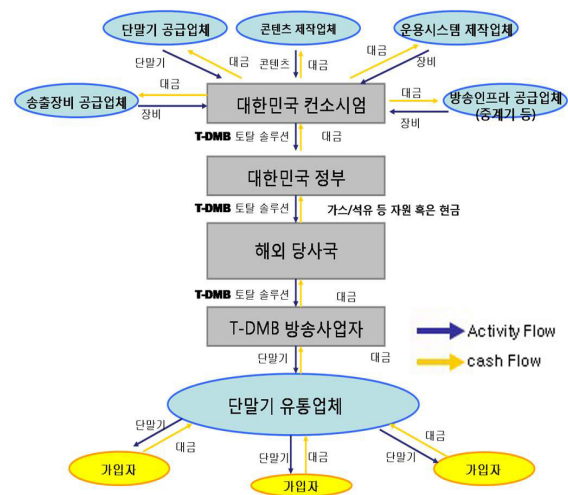 단말기 공급업체
콘텐츠 제작업체
운용시스템 제작업체
대금
단말기
콘텐츠
대금
대금
장비
송출장비 공급업체
대금
장비
대한민국 컨소시엄
대금
장비
방송인프라 공급업체
(중계기 등)
T-DMB 토탈 솔루션
대금
대한민국 정부
T-DMB 토탈 솔루션
가스/석유 등 자원 혹은 현금
해외 당사국
T-DMB 토탈 솔루션
대금
T-DMB 방송사업자
단말기
대금
Activity Flow
cash Flow
단말기 유통업체
단말기
대금
단말기
대금
대금
단말기
가입자
가입자
가입자